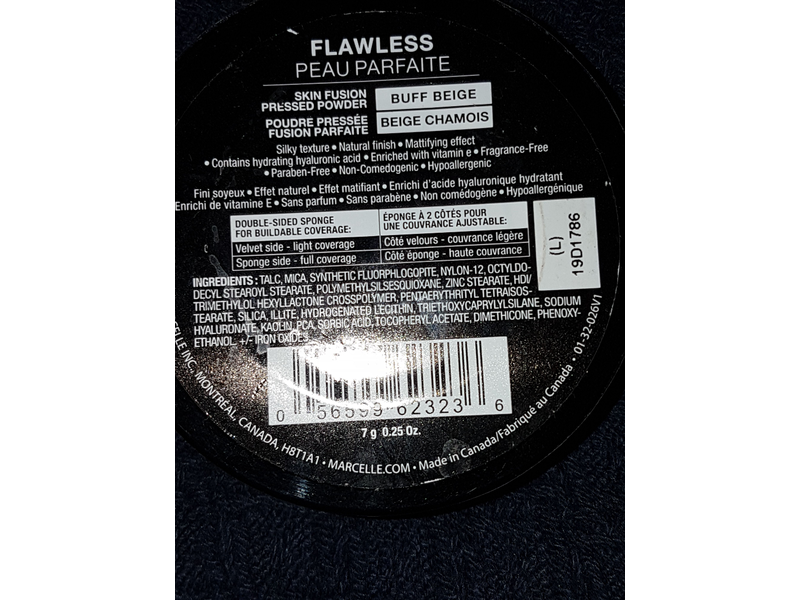 FLAWLESS
PEAU PARFAITE
SKIN FUSION
PRESSED POWDER
BUFF BEIGE
POUDRE PRESSÉE
FUSION PARFAITE
BEIGE CHAMOIS
Silky texture • Natural finish • Mattifying effect
• Contains hydrating hyaluronic acid • Enriched with vitamin e • Fragrance-Free
• Paraben-Free • Non-Comedogenic • Hypoallergenic
Fini soyeux • Effet naturel • Effet matifiant • Enrichi d'acide hyaluronique hydratant
Enrichi de vitamine E • Sans parfum • Sans parabène • Non comédogène • Hypoallergénique
DOUBLE-SIDED SPONGE
FOR BUILDABLE COVERAGE:
ÉPONGE À 2 CÔTÉS POUR
UNE COUVRANCE AJUSTABLE:
Velvet side - light coverage
Côté velours - couvrance légère
Sponge side - full coverage
Côté éponge - haute couvrance
(L)
19D1786
INGREDIENTS : TALC, MICA, SYNTHETIC FLUORPHLOGOPITE, NYLON-12, OCTYLDO-
DECYL STEAROYL STEARATE, POLYMETHYLSILSESQUIOXANE, ZINC STEARATE, HDI/
TRIMETHYLOL HEXYLLACTONE CROSSPOLYMER, PENTAERYTHRITYL TETRAISOS-
TEARATE, SILICA, ILLITE, HYDROGENATED LECITHIN, TRIETHOXYCAPRYLYLSILANE, SODIUM
HYALURONATE, KAOLIN, PCA, SORBIC ACID, TOCOPHERYL ACETATE, DIMETHICONE, PHENOXY-
ETHANOL. +/- IRON OXIDES
0 56599 62323 6
7 g 0.25 Oz.
INC. MONTRÉAL, CANADA, H8T1A1 • MARCELLE.COM • Made in Canada/Fabriqué au Canada • 01-32-026V1